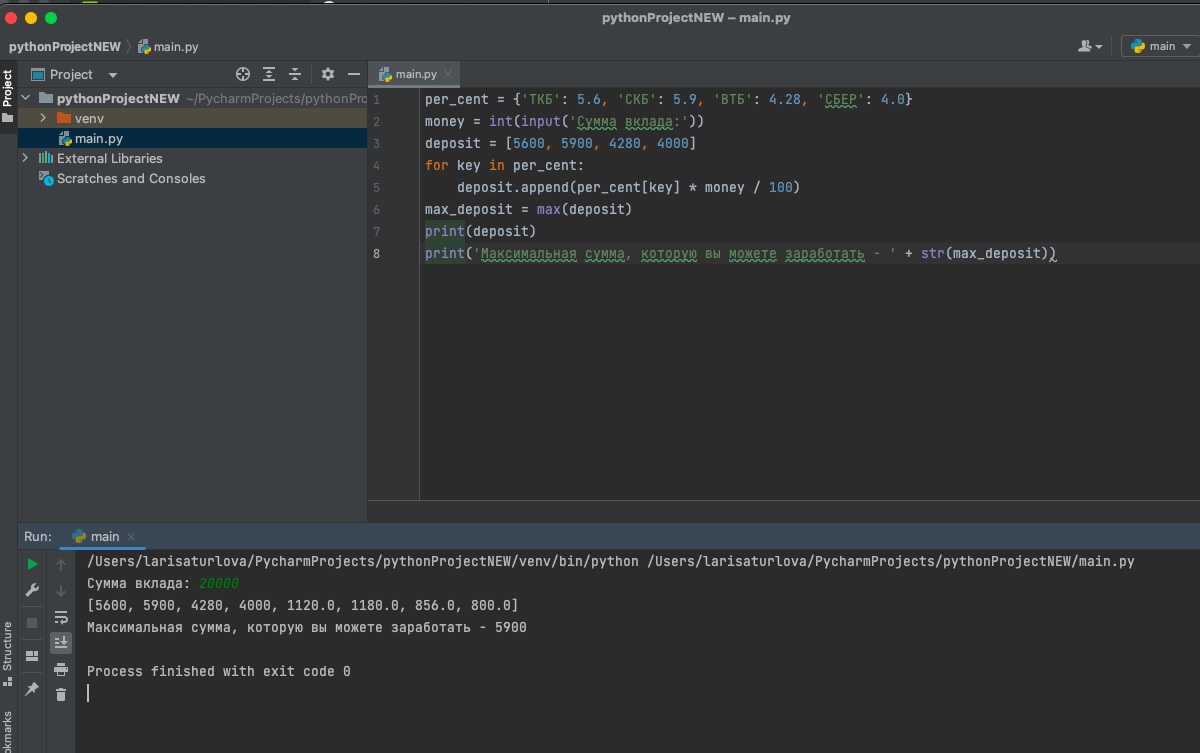 pythonProjectNEW – main.py
pythonProjectNEW main.py
main
Project
Project
main.py
pythonProjectNEW ~/PycharmProjects/pythonPro
venv
main.py
External Libraries
Scratches and Consoles
1 per_cent = {'ТКБ': 5.6, 'СКБ': 5.9, 'ВТБ': 4.28, 'СБЕР': 4.0}
2 money = int(input('Сумма вклада:'))
3 deposit = [5600, 5900, 4280, 4000]
4 for key in per_cent:
5 deposit.append(per_cent[key] * money / 100)
6 max_deposit = max(deposit)
7 print(deposit)
8 print('Максимальная сумма, которую вы можете заработать - ' + str(max_deposit))
Run: main
/Users/larisaturlova/PycharmProjects/pythonProjectNEW/venv/bin/python /Users/larisaturlova/PycharmProjects/pythonProjectNEW/main.py
Сумма вклада: 20000
[5600, 5900, 4280, 4000, 1120.0, 1180.0, 856.0, 800.0]
Максимальная сумма, которую вы можете заработать - 5900
Process finished with exit code 0
Structure
okmarks